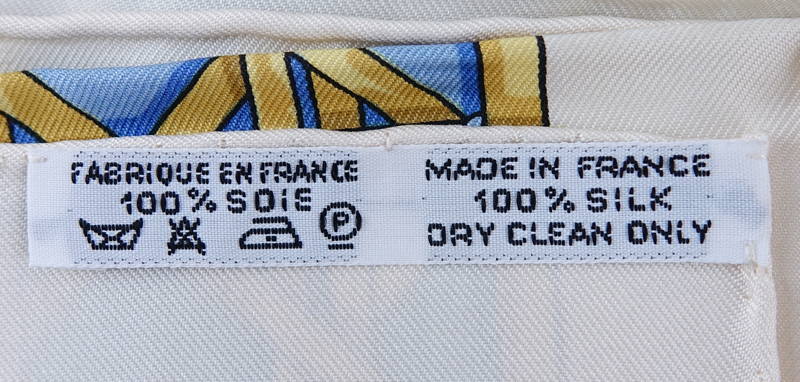 FABRIQUE EN FRANCE
100% SOIE
P
MADE IN FRANCE
100% SILK
DRY CLEAN ONLY